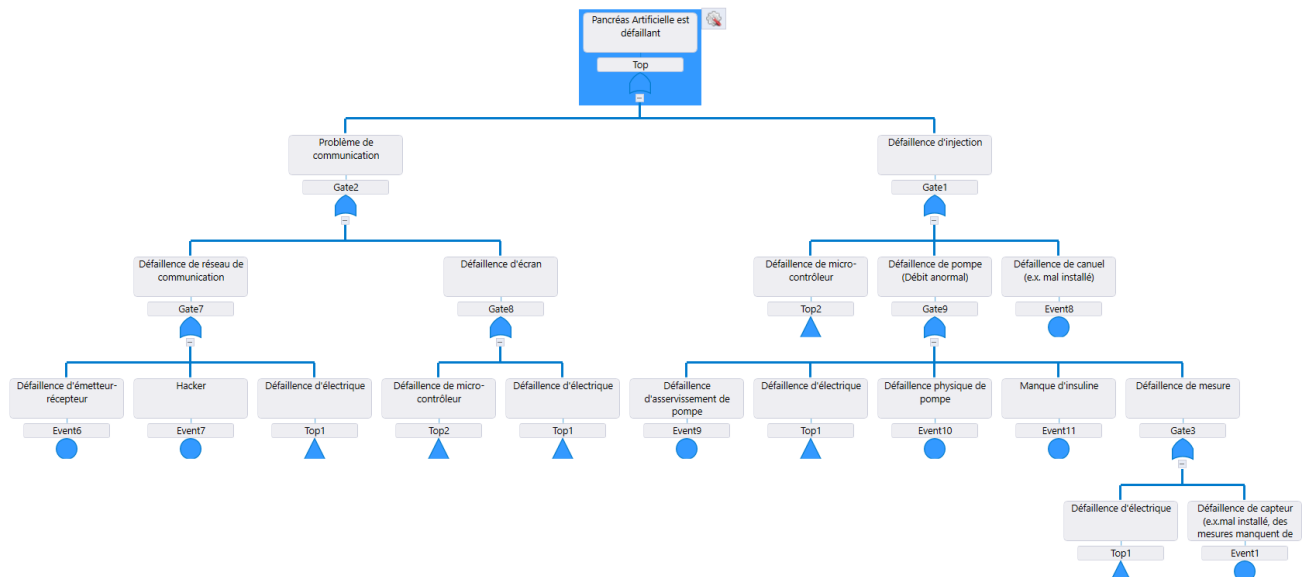 Pancréas Artificielle est
défaillant
Top
Problème de
communication
Gate2
Défaillence d'injection
Gate1
Défaillence de réseau de
communication
Gate7
Défaillence d'écran
Gate8
Défaillence de micro-
contrôleur
Top2
Défaillence de pompe
(Débit anormal)
Gate9
Défaillence de canuel
(e.x. mal installé)
Event8
Défaillence d'émetteur-
récepteur
Event6
Hacker
Event7
Défaillence d'électrique
Top1
Défaillence de micro-
contrôleur
Top2
Défaillence d'électrique
Top1
Défaillence
d'asservissement de
pompe
Event9
Défaillence d'électrique
Top1
Défaillence physique de
pompe
Event10
Manque d'insuline
Event11
Défaillence de mesure
Gate3
Défaillence d'électrique
Top1
Défaillence de capteur
(e.x.mal installé, des
mesures manquent de
Event1